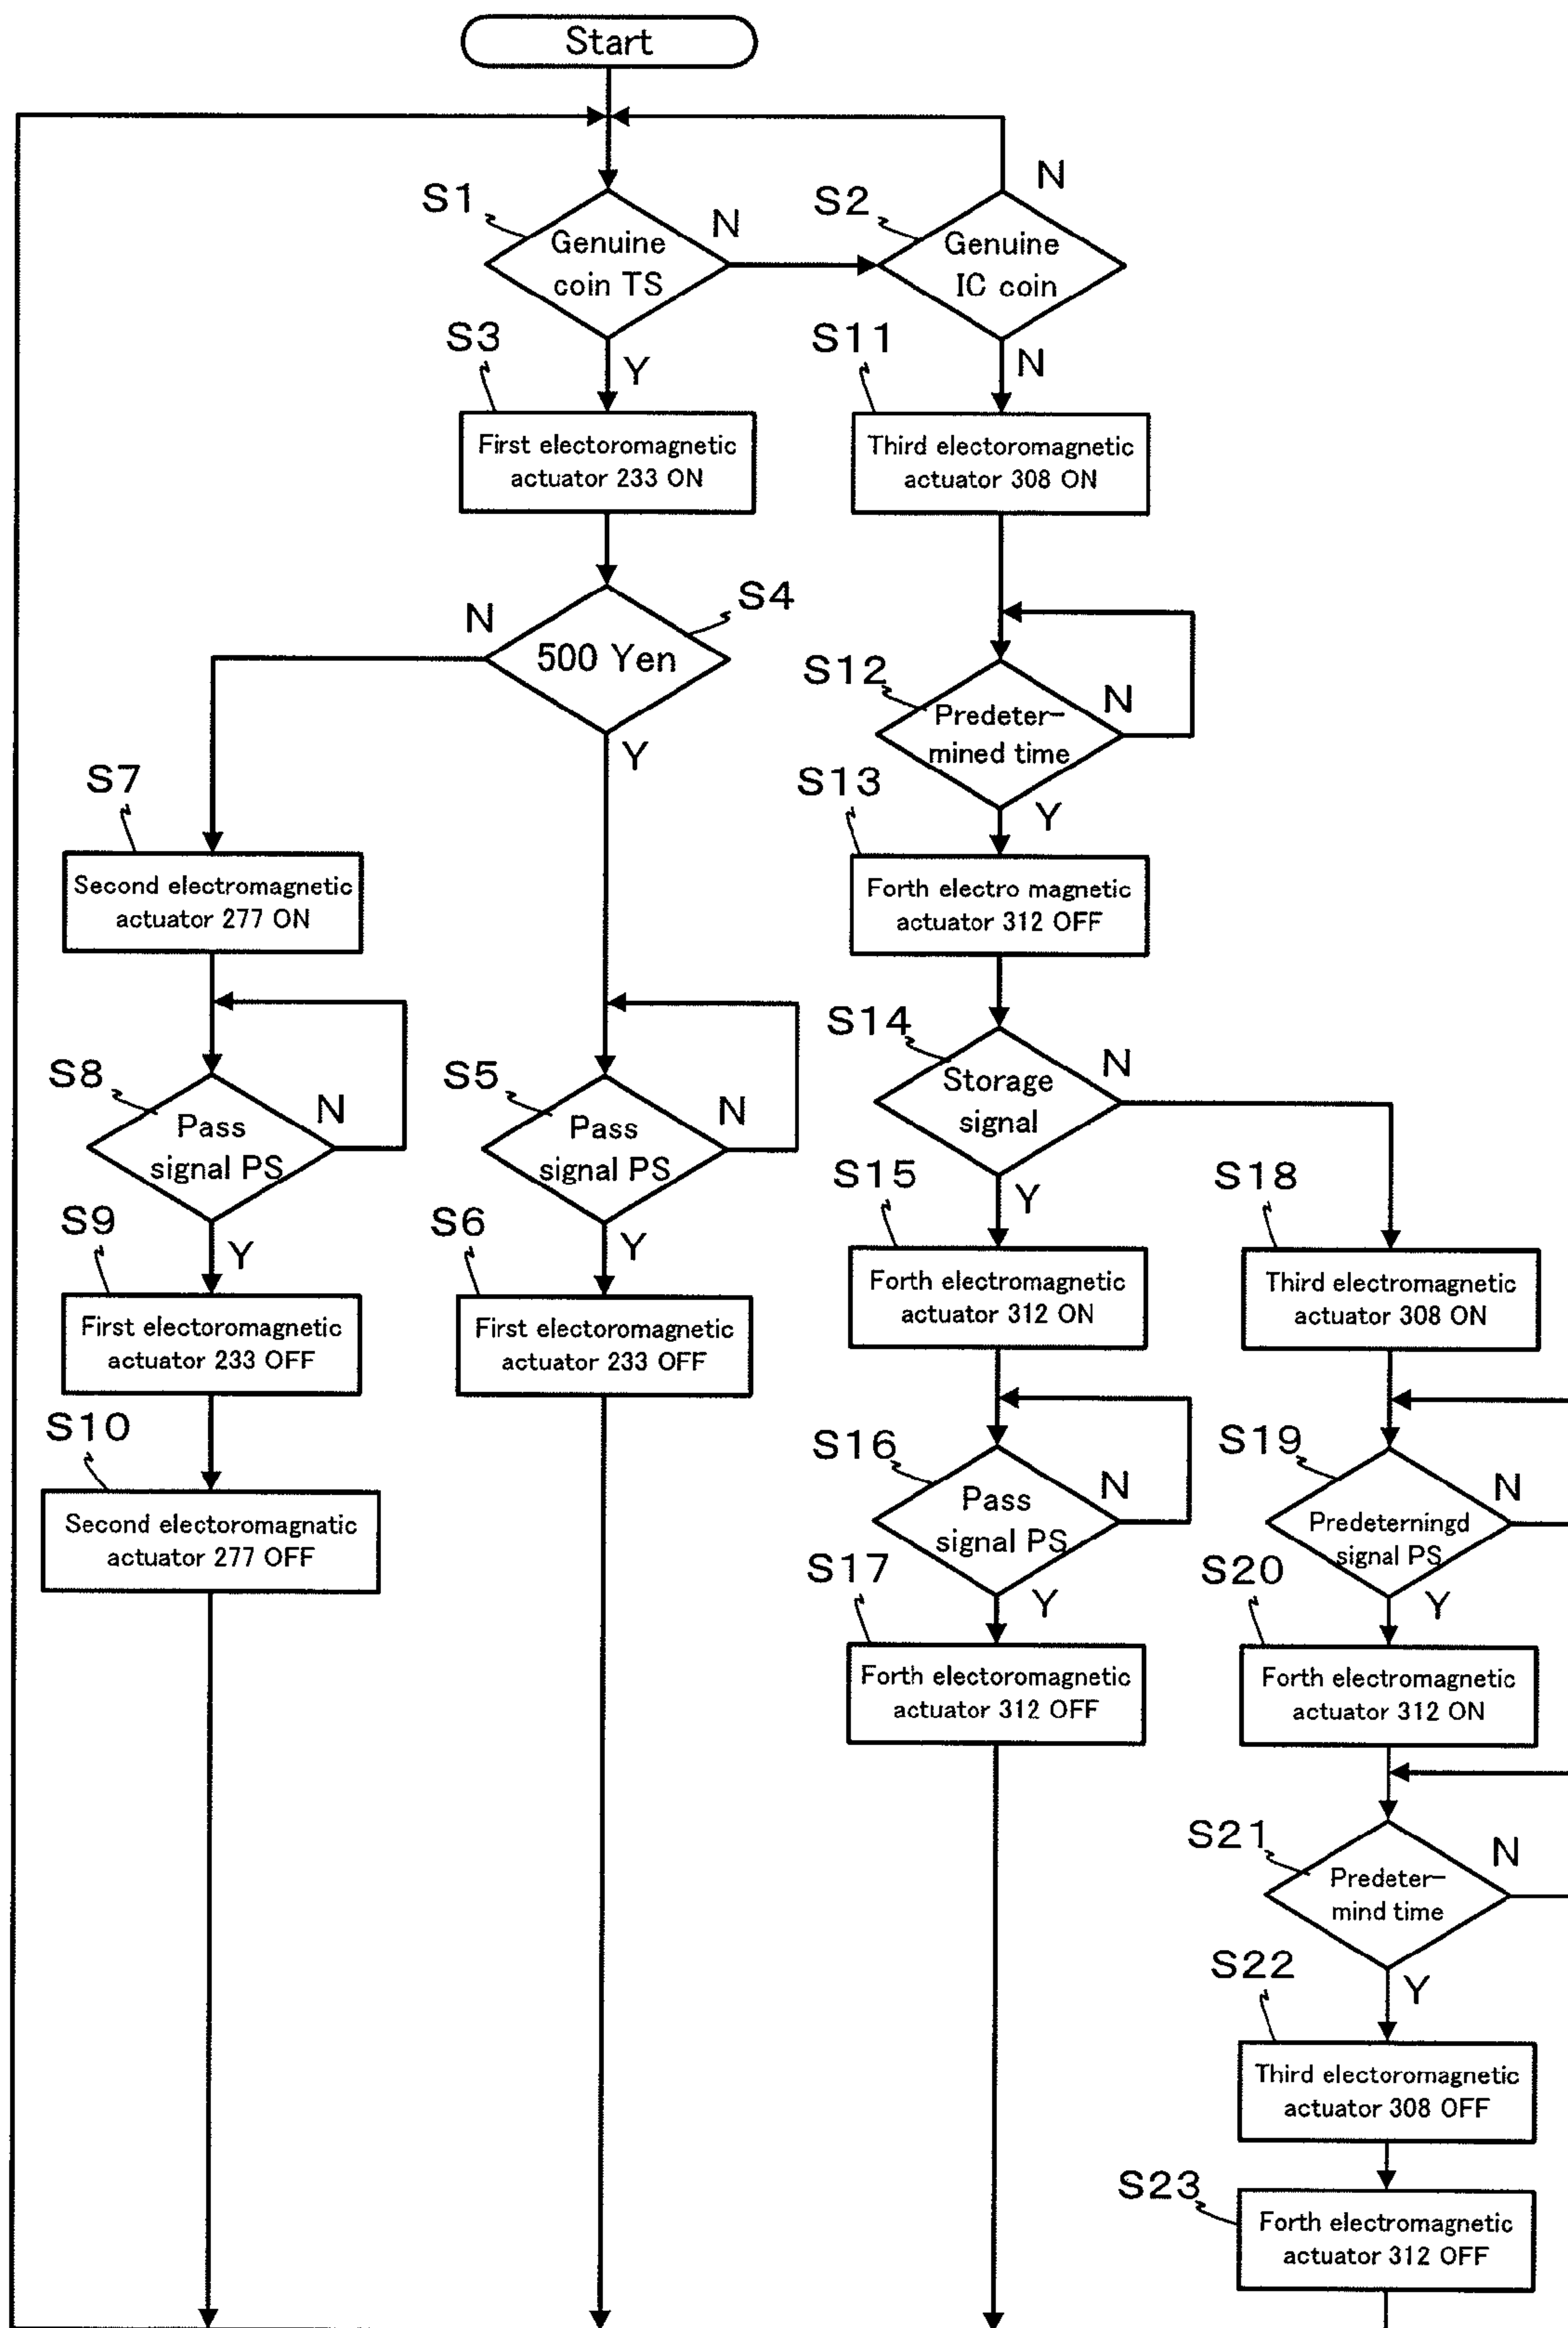 Start
S1
Genuine
coin TS
N
Y
S2
Genuine
IC coin
N
N
S3
First electoromagnetic
actuator 233 ON
S4
500 Yen
N
Y
S7
Second electromagnetic
actuator 277 ON
S8
Pass
signal PS
N
Y
S9
First electoromagnetic
actuator 233 OFF
S10
Second electoromagnatic
actuator 277 OFF
S5
Pass
signal PS
N
Y
S6
First electoromagnetic
actuator 233 OFF
S11
Third electoromagnetic
actuator 308 ON
S12
Predeter-
mined time
N
Y
S13
Forth electro magnetic
actuator 312 OFF
S14
Storage
signal
N
Y
S15
Forth electromagnetic
actuator 312 ON
S16
Pass
signal PS
N
Y
S17
Forth electoromagnetic
actuator 312 OFF
S18
Third electromagnetic
actuator 308 ON
S19
Predeterningd
signal PS
N
Y
S20
Forth electromagnetic
actuator 312 ON
S21
Predeter-
mind time
N
Y
S22
Third electoromagnetic
actuator 308 OFF
S23
Forth electromagnetic
actuator 312 OFF